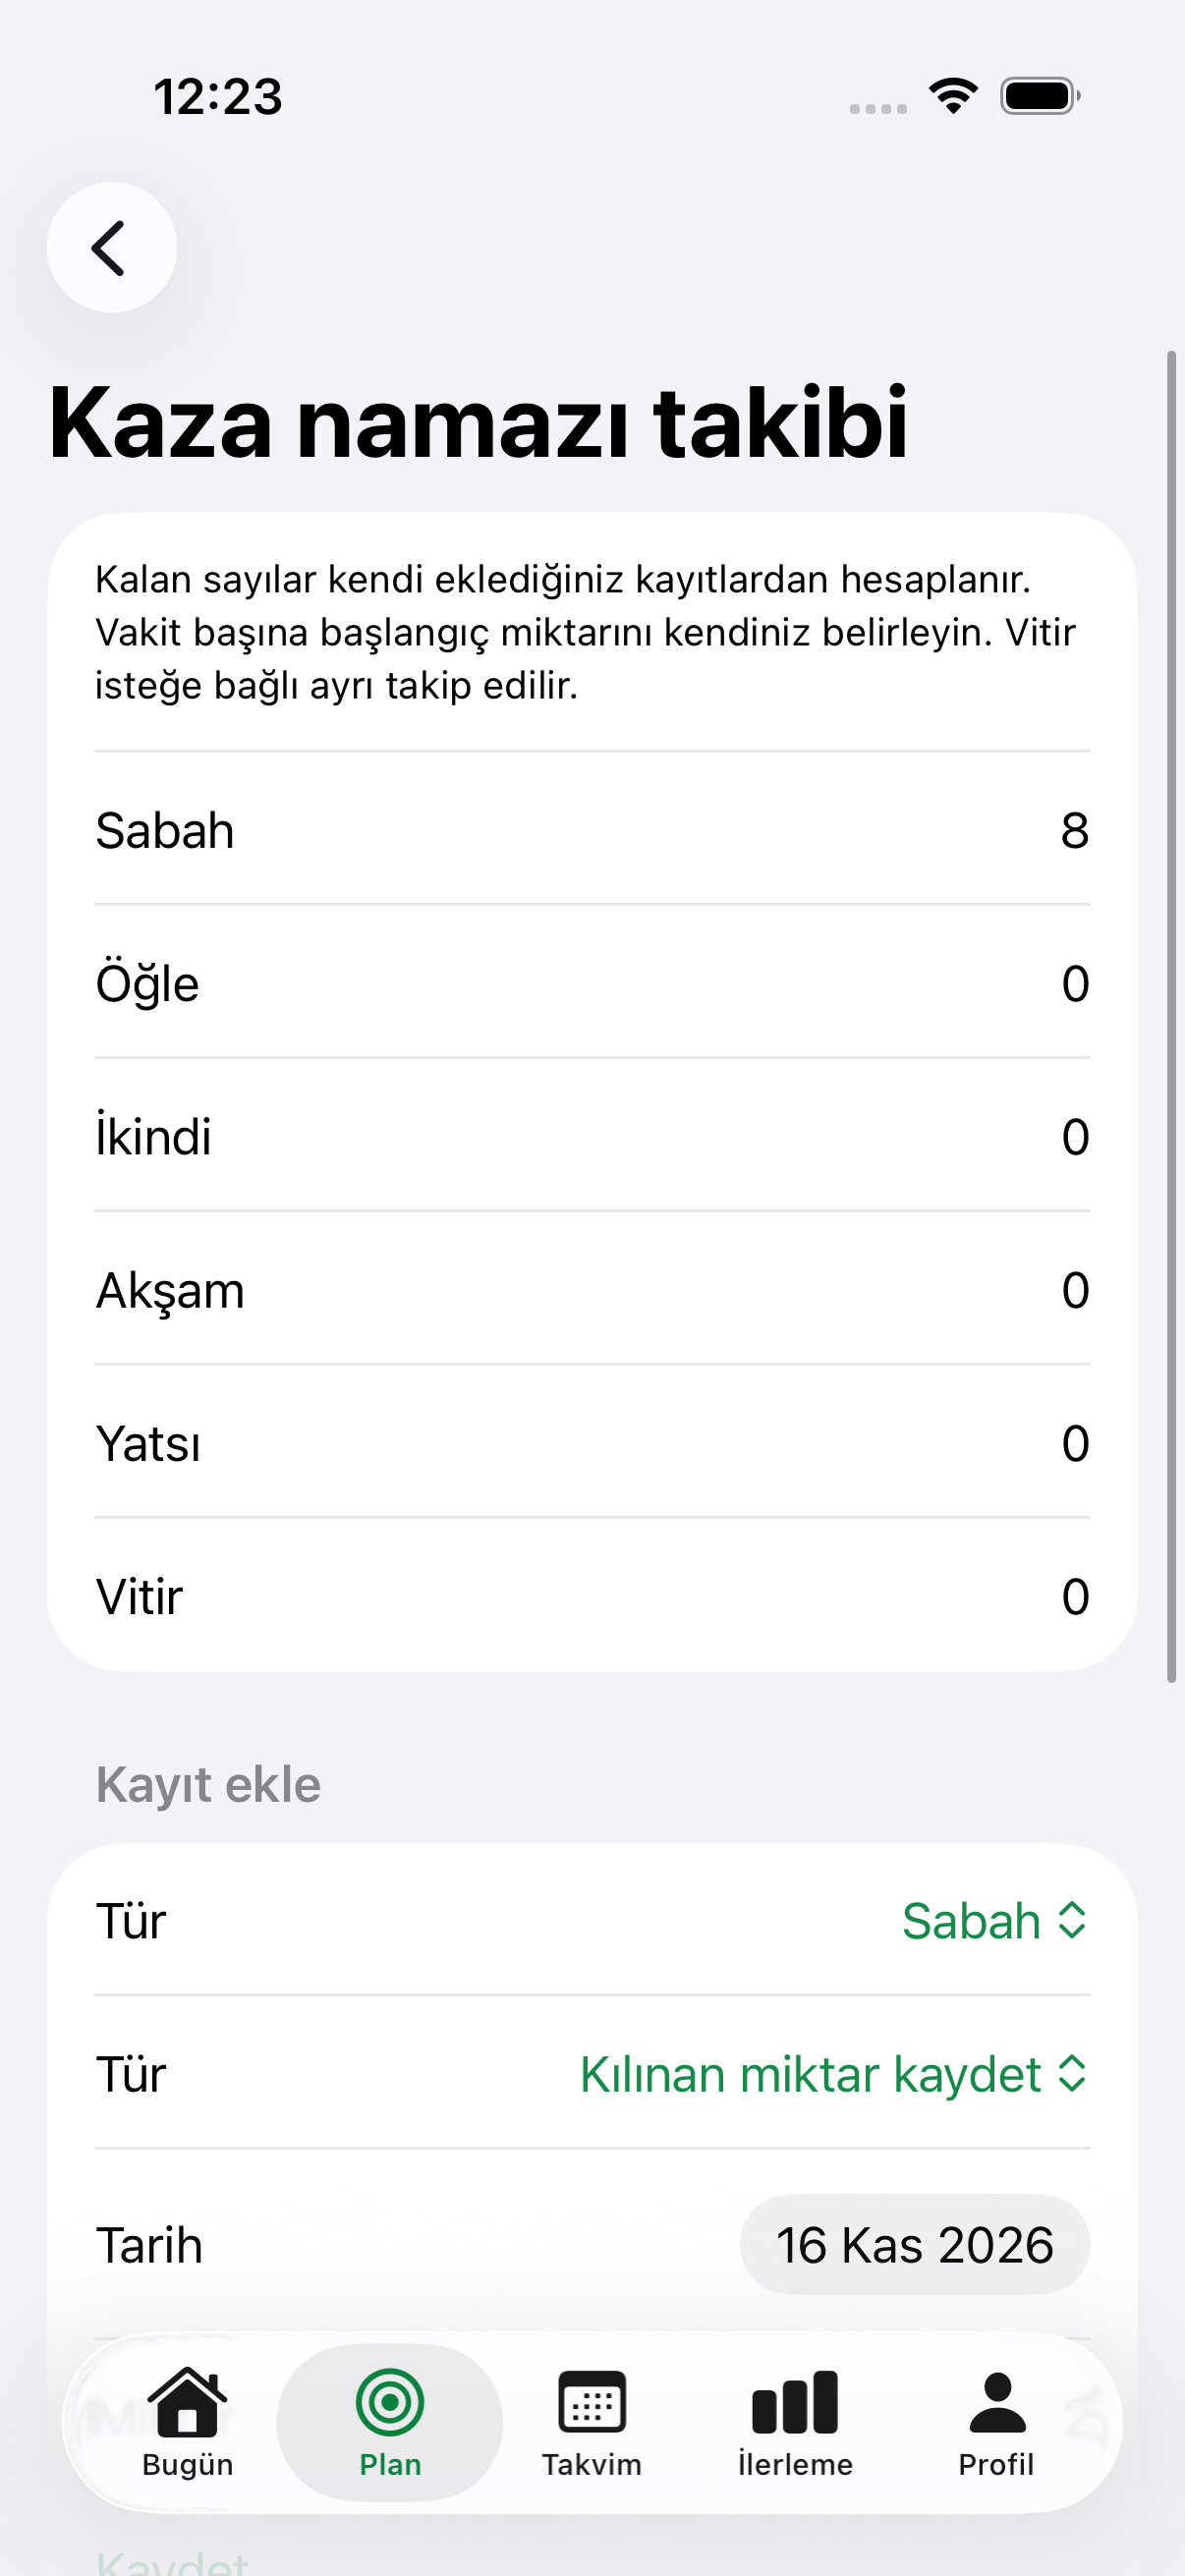 12:23
Kaza namazı takibi
Kalan sayılar kendi eklediğiniz kayıtlardan hesaplanır.
Vakit başına başlangıç miktarını kendiniz belirleyin. Vitir
isteğe bağlı ayrı takip edilir.
Sabah 8
Öğle 0
İkindi 0
Akşam 0
Yatsı 0
Vitir 0
Kayıt ekle
Tür Sabah
Tür Kılınan miktar kaydet
Tarih 16 Kas 2026
Bugün Plan Takvim İlerleme Profil
Kaydet